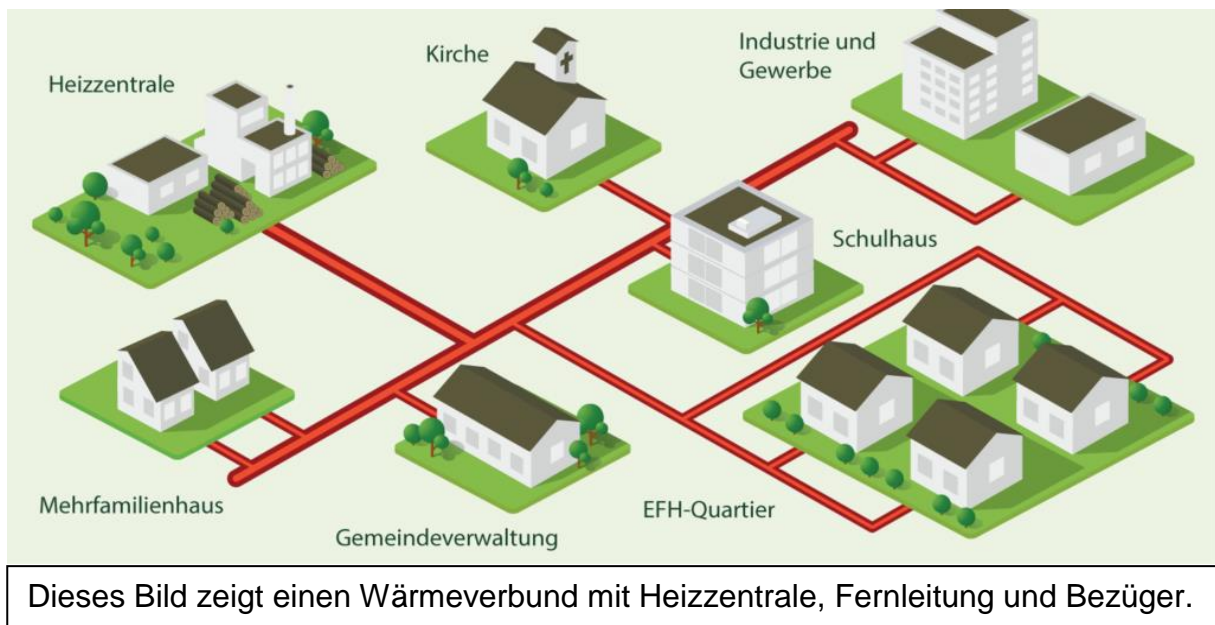 Heizzentrale
Kirche
Industrie und
Gewerbe
Schulhaus
Mehrfamilienhaus
Gemeindeverwaltung
EFH-Quartier
Dieses Bild zeigt einen Wärmeverbund mit Heizzentrale, Fernleitung und Bezüger.